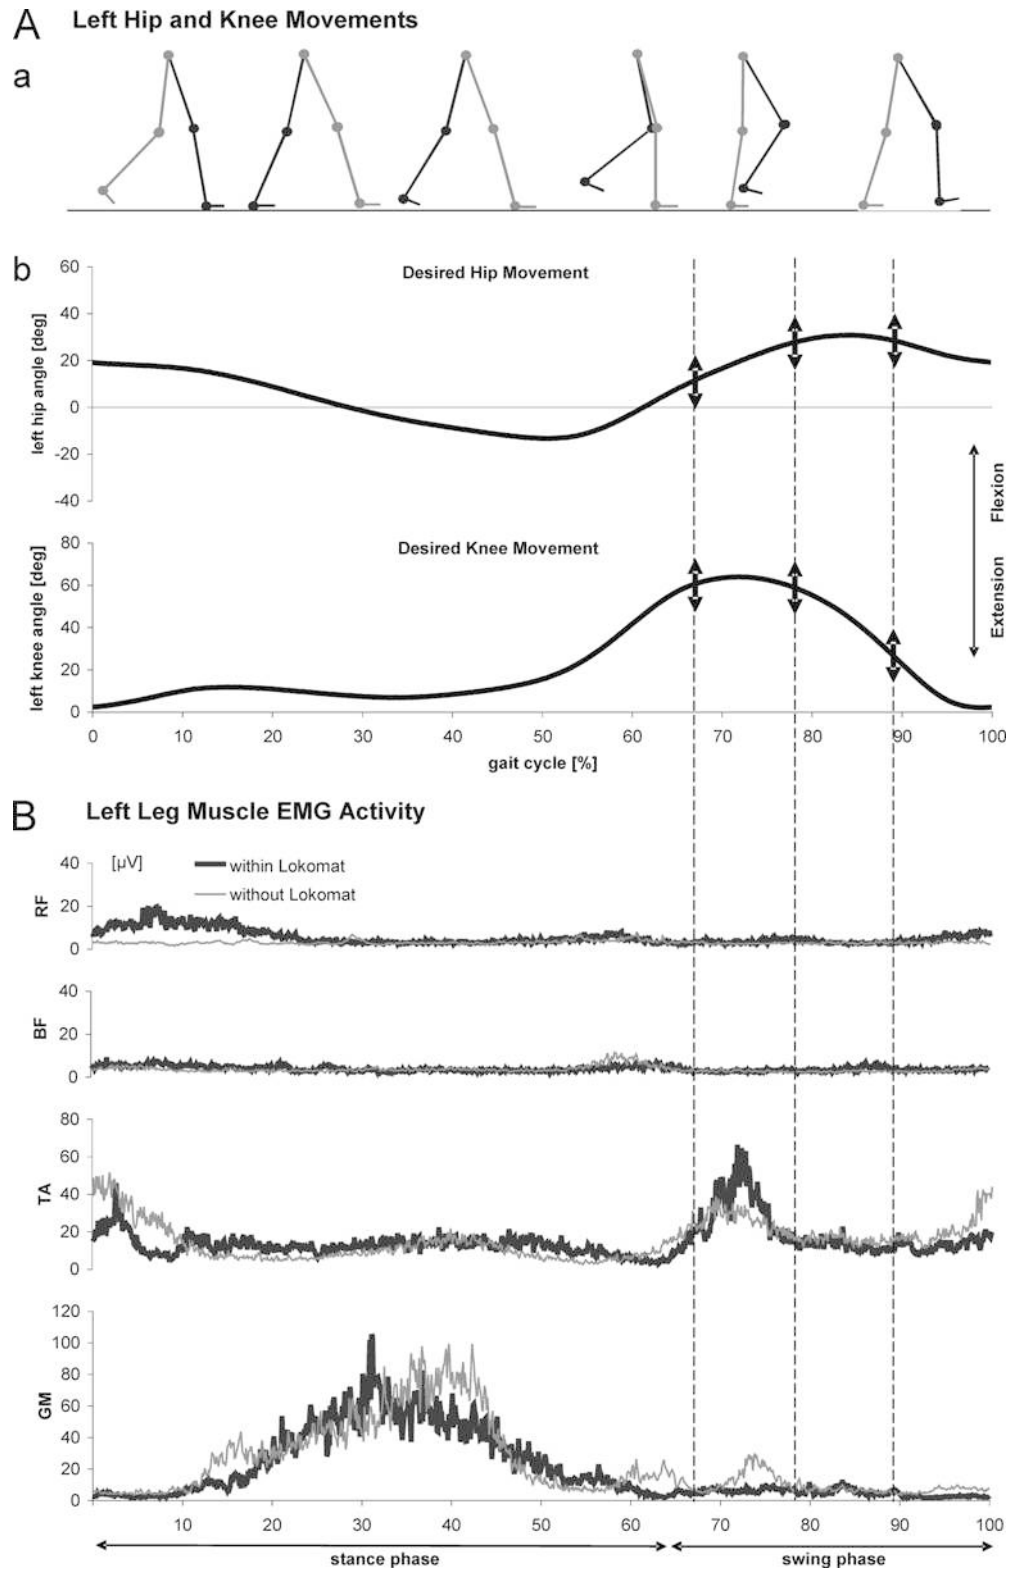 A Left Hip and Knee Movements
a
b
60
40
20
0
-20
-40
left hip angle [deg]
Desired Hip Movement
Flexion
Extension
80
60
40
20
0
left knee angle [deg]
Desired Knee Movement
0 10 20 30 40 50 60 70 80 90 100
gait cycle [%]
B Left Leg Muscle EMG Activity
[µV]
within Lokomat
without Lokomat
RF
40
20
0
BF
40
20
0
TA
80
60
40
20
0
GM
120
100
80
60
40
20
0
10 20 30 40 50 60 70 80 90 100
stance phase swing phase